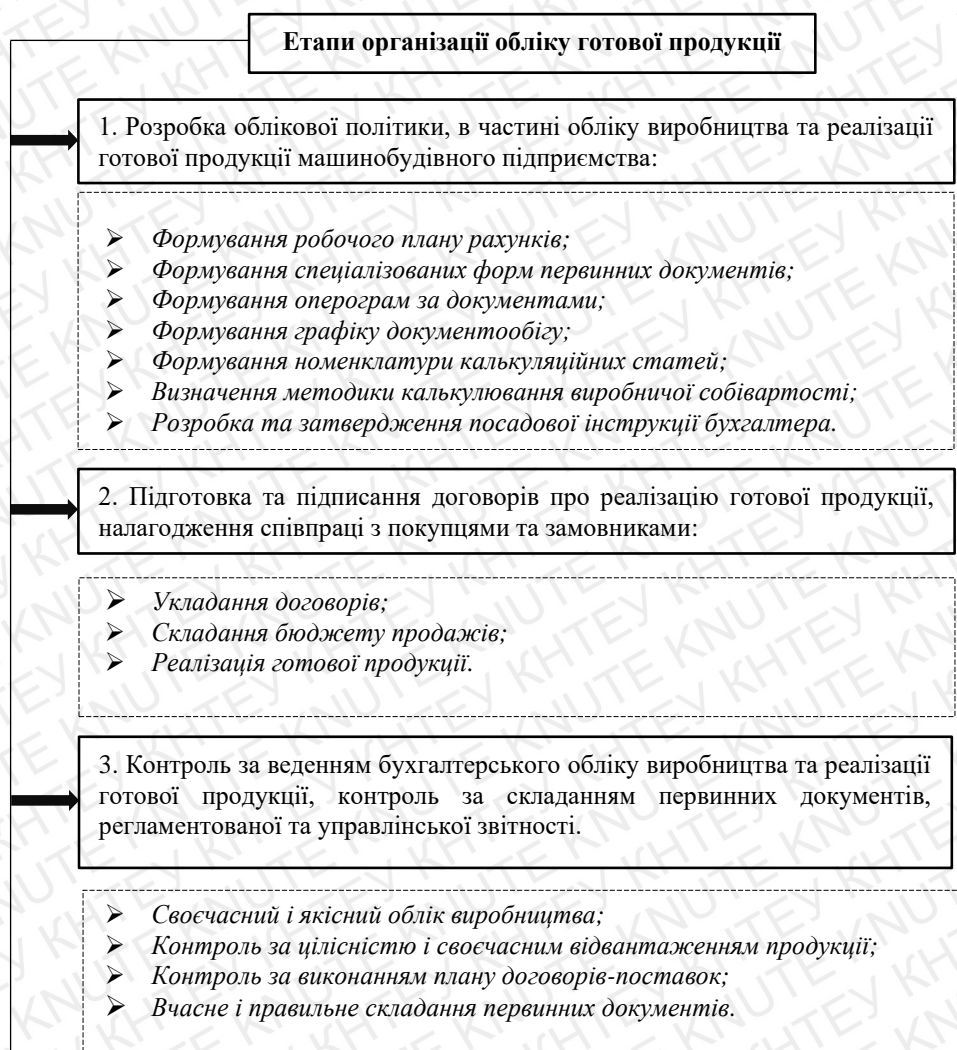 Етапи організації обліку готової продукції
1. Розробка облікової політики, в частині обліку виробництва та реалізації
готової продукції машинобудівного підприємства:
➢ Формування робочого плану рахунків;
➢ Формування спеціалізованих форм первинних документів;
➢ Формування оперограм за документами;
➢ Формування графіку документообігу;
➢ Формування номенклатури калькуляційних статей;
➢ Визначення методики калькулювання виробничої собівартості;
➢ Розробка та затвердження посадової інструкції бухгалтера.
2. Підготовка та підписання договорів про реалізацію готової продукції,
налагодження співпраці з покупцями та замовниками:
➢ Укладання договорів;
➢ Складання бюджету продажів;
➢ Реалізація готової продукції.
3. Контроль за веденням бухгалтерського обліку виробництва та реалізації
готової продукції, контроль за складанням первинних документів,
регламентованої та управлінської звітності.
➢ Своєчасний і якісний облік виробництва;
➢ Контроль за цілісністю і своєчасним відвантаженням продукції;
➢ Контроль за виконанням плану договорів-поставок;
➢ Вчасне і правильне складання первинних документів.